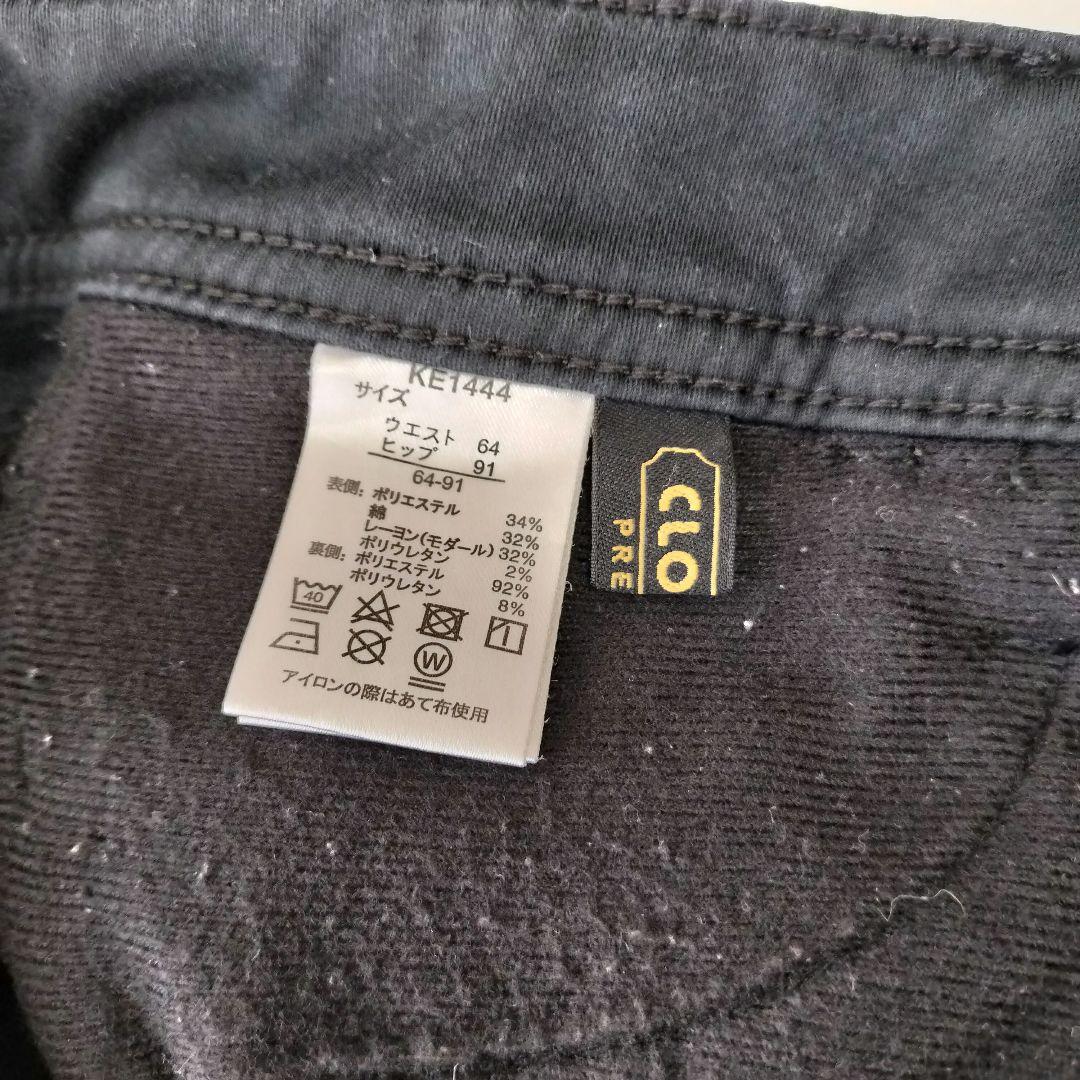 KE1444
サイズ
ウエスト 64
ヒップ 91
64-91
表側: ポリエステル 34%
綿 32%
レーヨン(モダール) 32%
ポリウレタン 2%
裏側: ポリエステル 92%
ポリウレタン 8%
40
W
アイロンの際はあて布使用
CLO
PRE